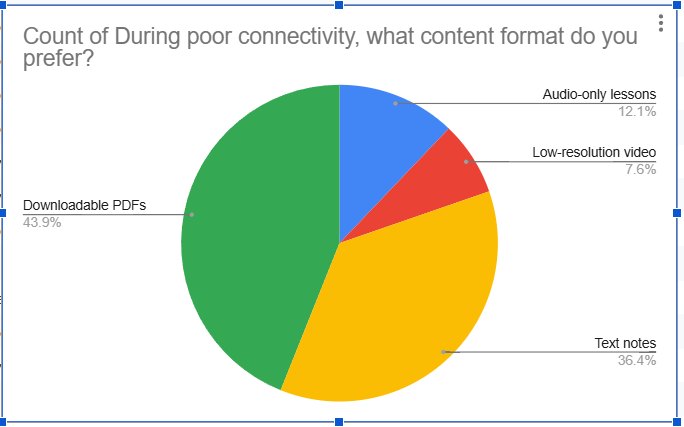 Count of During poor connectivity, what content format do you
prefer?
Audio-only lessons
12.1%
Low-resolution video
7.6%
Downloadable PDFs
43.9%
Text notes
36.4%